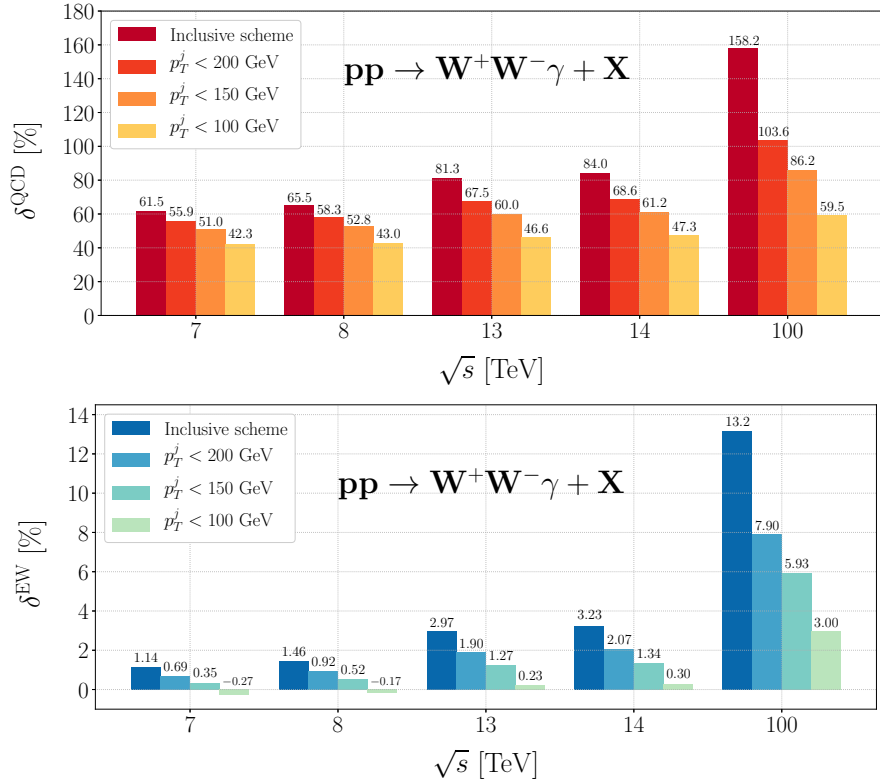 180
160
140
120
100
80
60
40
20
0
δ^QCD [%]
Inclusive scheme
p_T^j < 200 GeV
p_T^j < 150 GeV
p_T^j < 100 GeV
pp → W⁺W⁻γ + X
61.5 55.9 51.0 42.3
65.5 58.3 52.8 43.0
81.3 67.5 60.0 46.6
84.0 68.6 61.2 47.3
158.2 103.6 86.2 59.5
7 8 13 14 100
√s [TeV]
14
12
10
8
6
4
2
0
δ^EW [%]
Inclusive scheme
p_T^j < 200 GeV
p_T^j < 150 GeV
p_T^j < 100 GeV
pp → W⁺W⁻γ + X
1.14 0.69 0.35 −0.27
1.46 0.92 0.52 −0.17
2.97 1.90 1.27 0.23
3.23 2.07 1.34 0.30
13.2 7.90 5.93 3.00
7 8 13 14 100
√s [TeV]